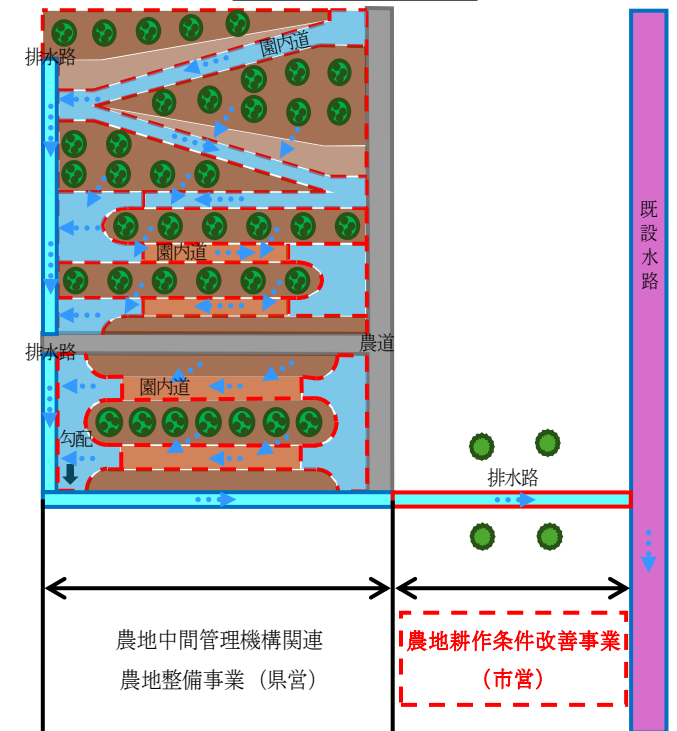 園内道
排水路
既設水路
園内道
農道
排水路
園内道
勾配
排水路
農地中間管理機構関連
農地整備事業（県営）
農地耕作条件改善事業
（市営）